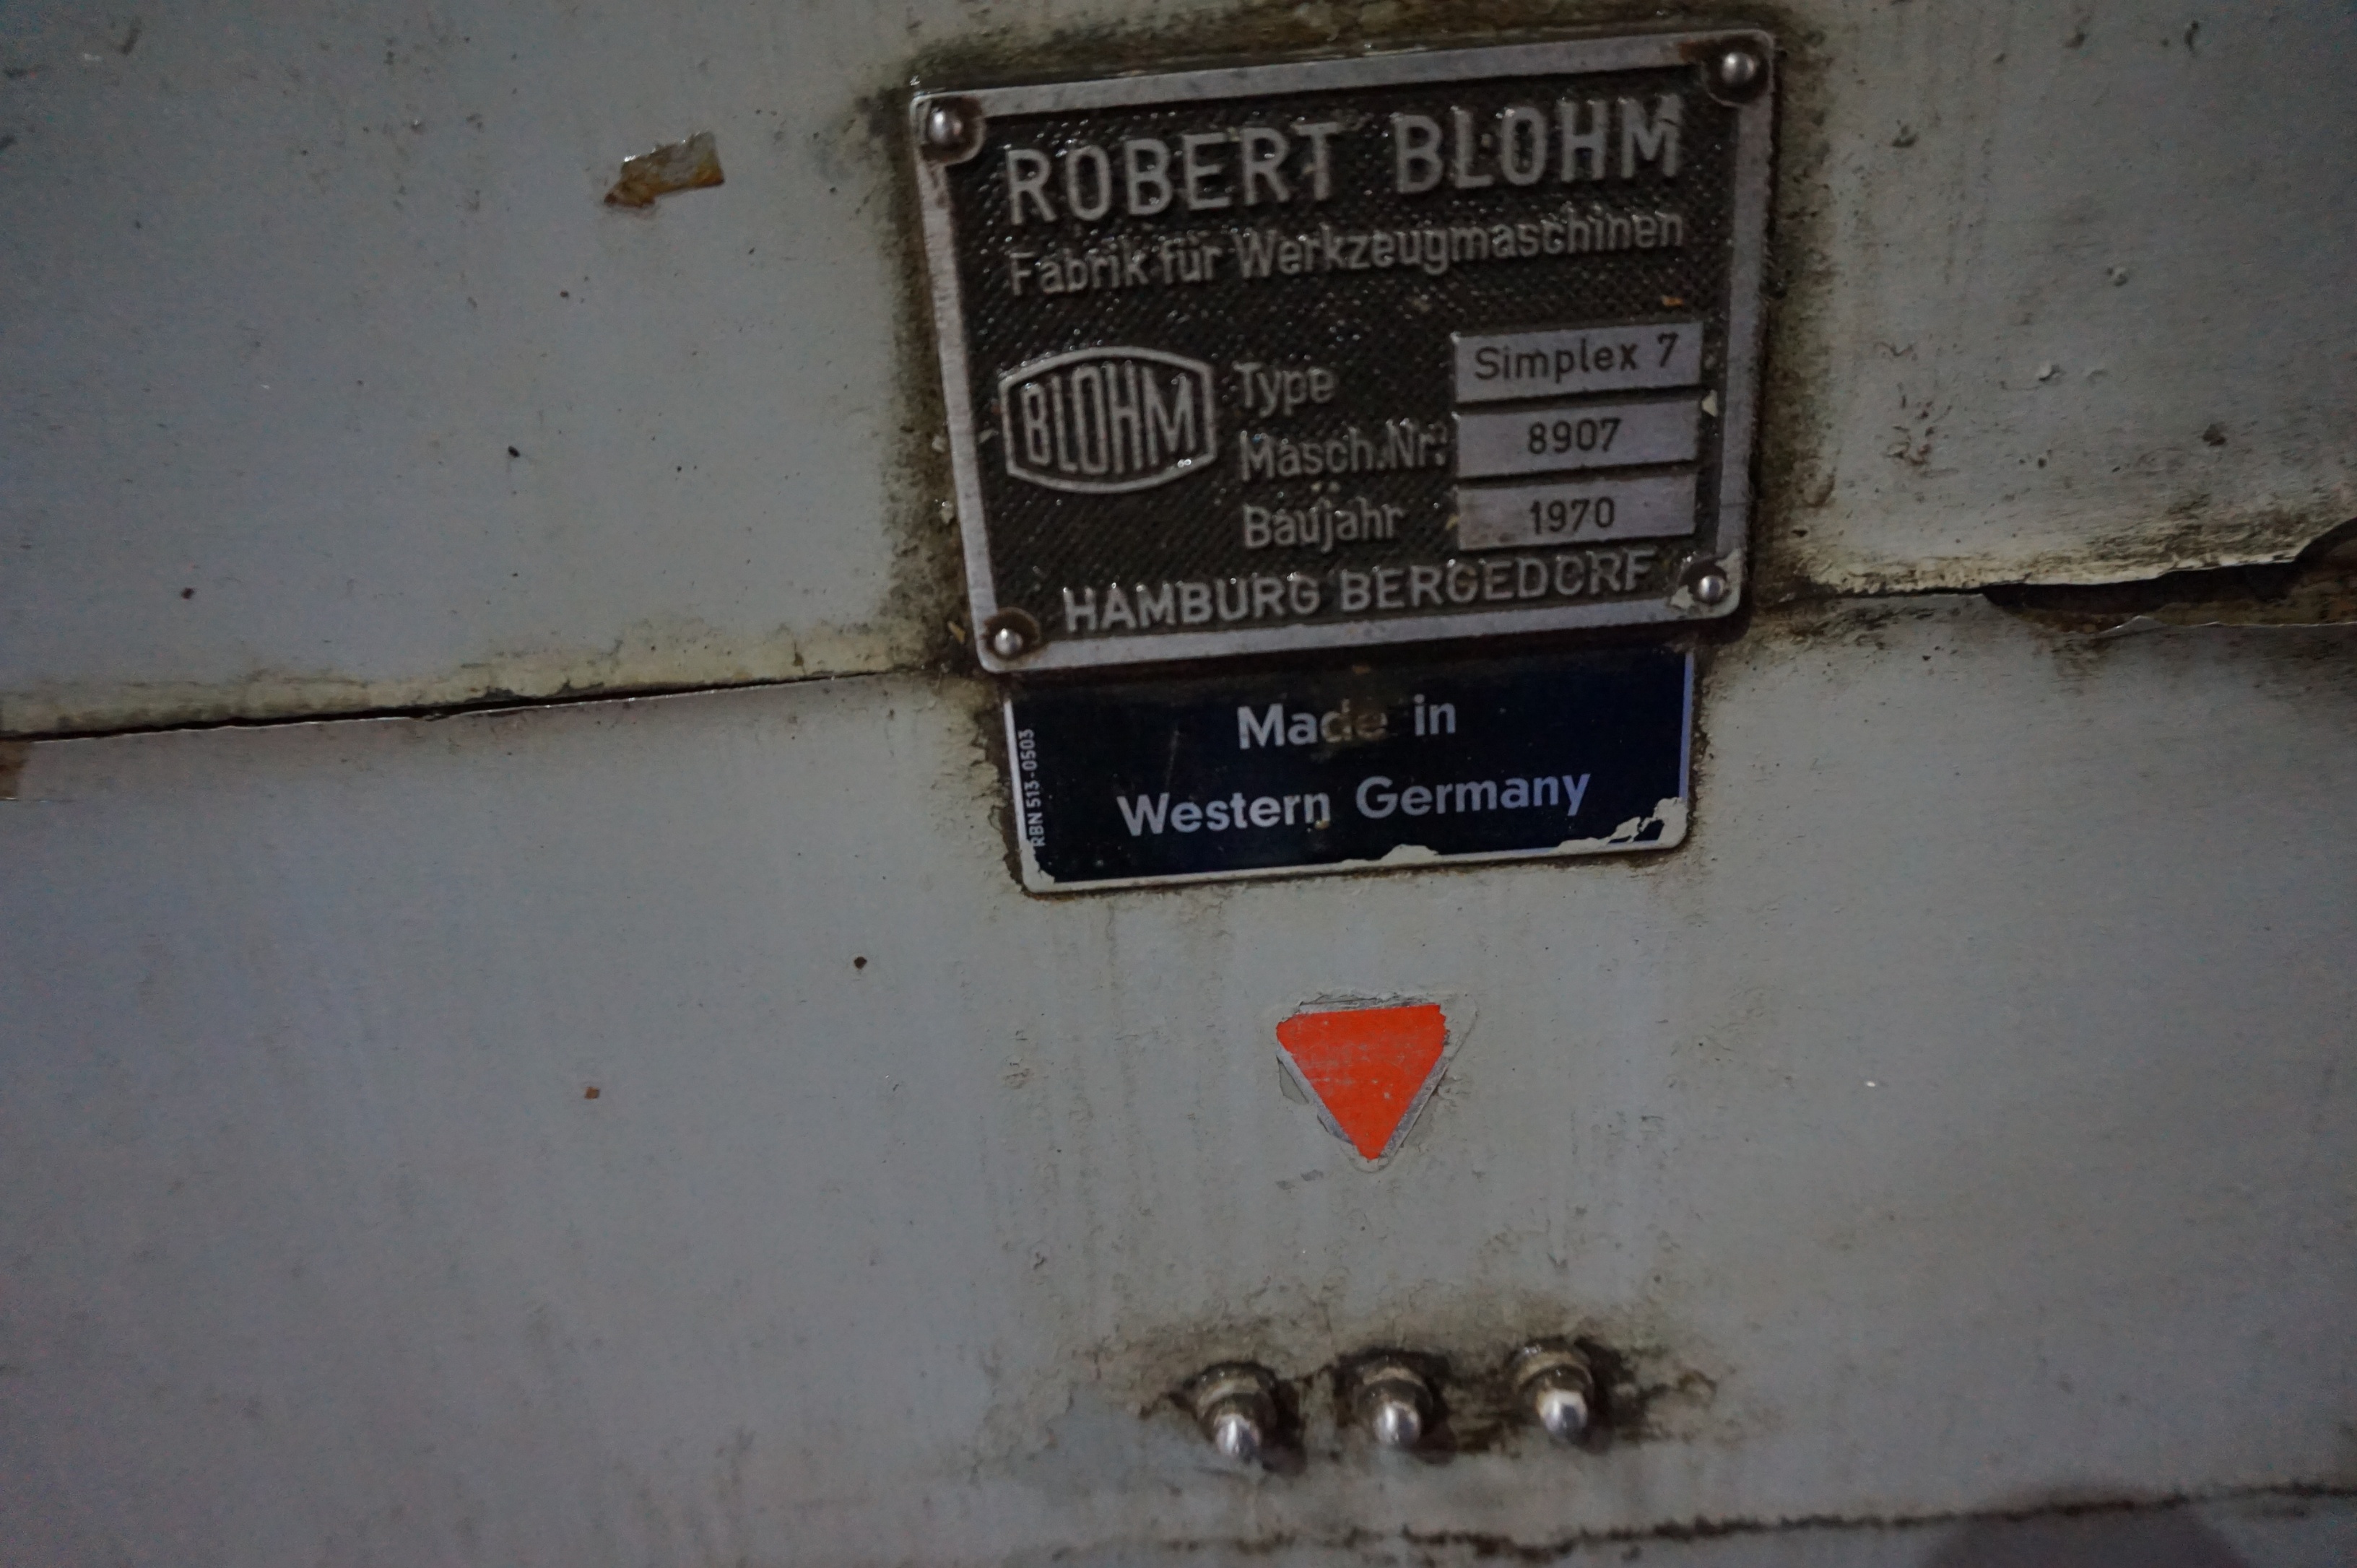 ROBERT BLOHM
Fabrik für Werkzeugmaschinen
BLOHM
Type Simplex 7
Masch.Nr. 8907
Baujahr 1970
HAMBURG BERGEDORF
Made in
Western Germany
RBN 513-0503